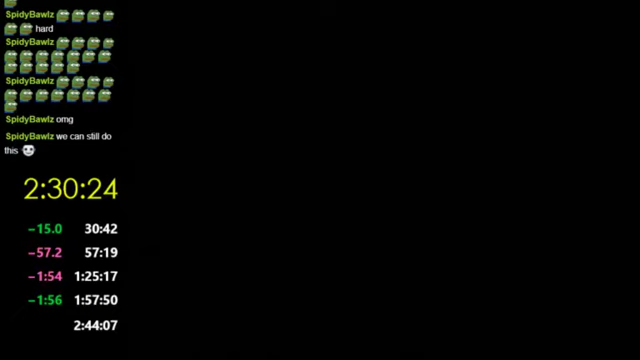 SpidyBawlz
hard
SpidyBawlz
SpidyBawlz
SpidyBawlz omg
SpidyBawlz we can still do
this
2:30:24
−15.0 30:42
−57.2 57:19
−1:54 1:25:17
−1:56 1:57:50
2:44:07